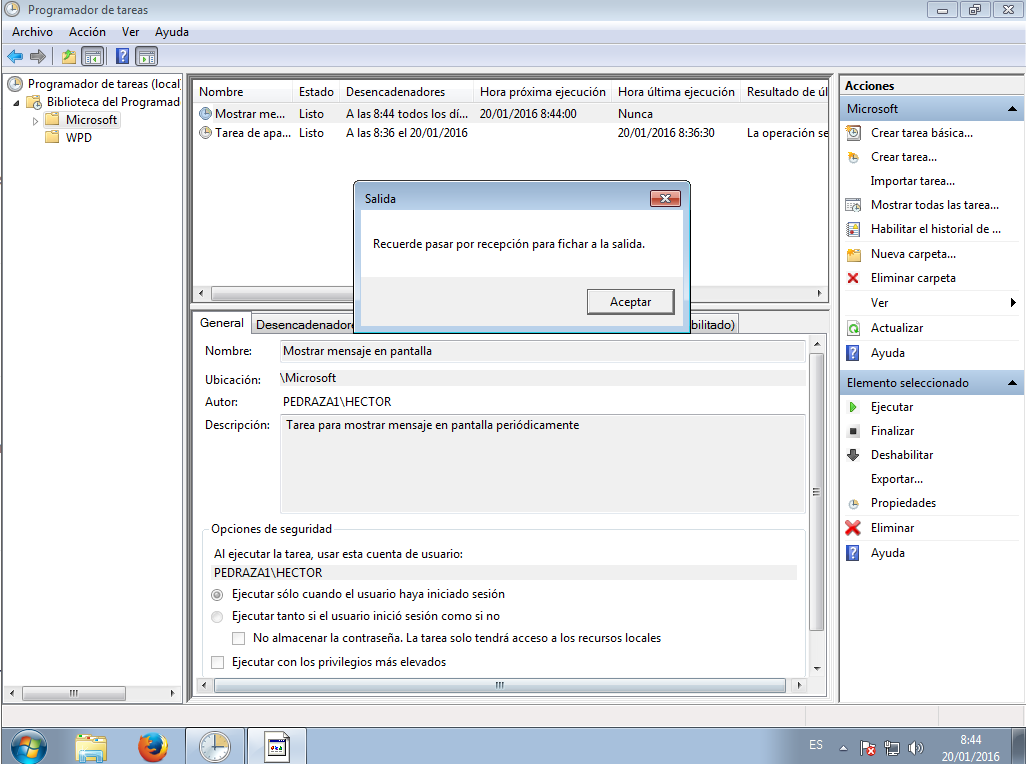 Programador de tareas
Archivo Acción Ver Ayuda
Programador de tareas (local
Biblioteca del Programad
Microsoft
WPD
Nombre Estado Desencadenadores Hora próxima ejecución Hora última ejecución Resultado de úl
Mostrar me... Listo A las 8:44 todos los dí... 20/01/2016 8:44:00 Nunca
Tarea de apa... Listo A las 8:36 el 20/01/2016 20/01/2016 8:36:30 La operación se
Salida
Recuerde pasar por recepción para fichar a la salida.
Aceptar
General Desencadenadore bilitado)
Nombre: Mostrar mensaje en pantalla
Ubicación: \Microsoft
Autor: PEDRAZA1\HECTOR
Descripción: Tarea para mostrar mensaje en pantalla periódicamente
Opciones de seguridad
Al ejecutar la tarea, usar esta cuenta de usuario:
PEDRAZA1\HECTOR
Ejecutar sólo cuando el usuario haya iniciado sesión
Ejecutar tanto si el usuario inició sesión como si no
No almacenar la contraseña. La tarea solo tendrá acceso a los recursos locales
Ejecutar con los privilegios más elevados
Acciones
Microsoft
Crear tarea básica...
Crear tarea...
Importar tarea...
Mostrar todas las tarea...
Habilitar el historial de ...
Nueva carpeta...
Eliminar carpeta
Ver
Actualizar
Ayuda
Elemento seleccionado
Ejecutar
Finalizar
Deshabilitar
Exportar...
Propiedades
Eliminar
Ayuda
ES
8:44
20/01/2016